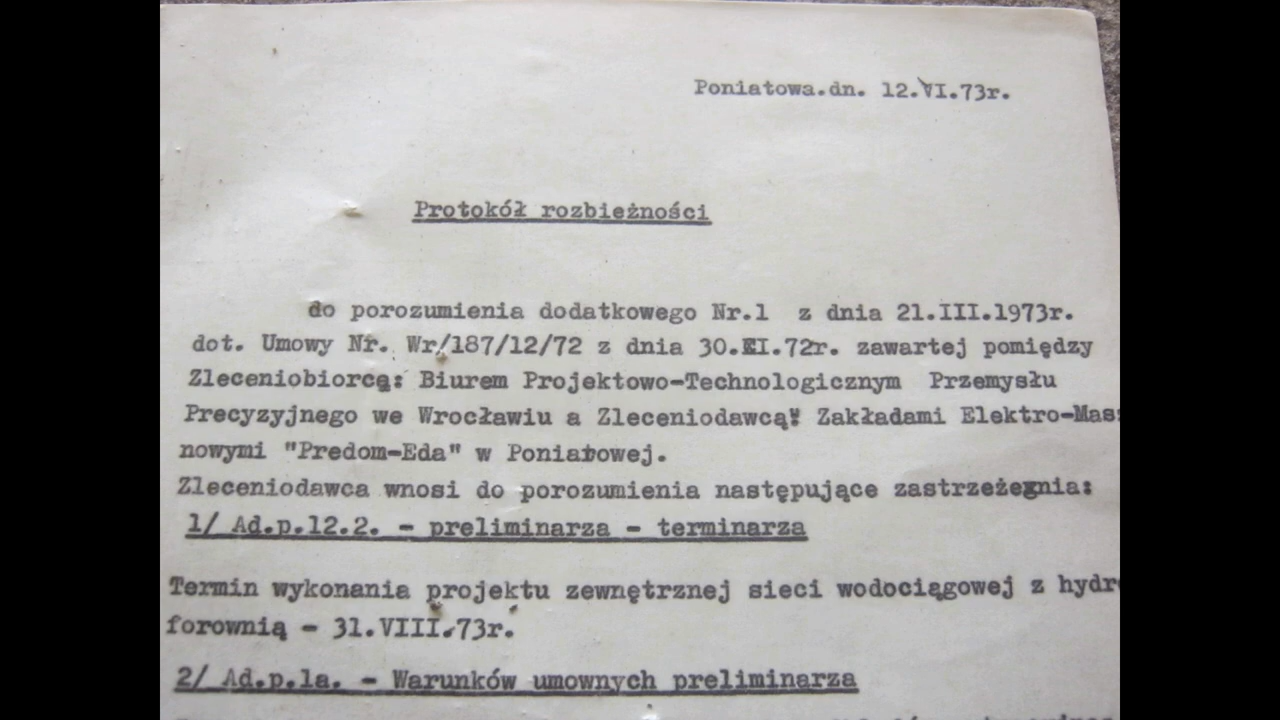 Poniatowa.dn. 12.VI.73r.
Protokół rozbieżności
do porozumienia dodatkowego Nr.1 z dnia 21.III.1973r.
dot. Umowy Nr. Wr/187/12/72 z dnia 30.XI.72r. zawartej pomiędzy
Zleceniobiorcą: Biurem Projektowo-Technologicznym Przemysłu
Precyzyjnego we Wrocławiu a Zleceniodawcą: Zakładami Elektro-Mas
nowymi "Predom-Eda" w Poniatowej.
Zleceniodawca wnosi do porozumienia następujące
1/ Ad.p.12.2. - preliminarza - terminarza
Termin wykonania projektu zewnętrznej sieci wodociągowej z hydro
forownią - 31.VIII.73r.
2/ Ad.p.1a. - Warunków umownych preliminarza